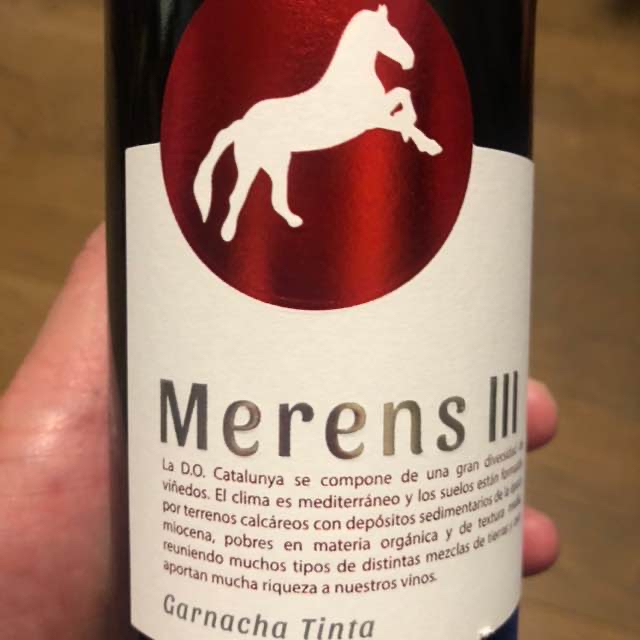 Merens III
La D.O. Catalunya se compone de una gran diversidad
viñedos. El clima es mediterráneo y los suelos están formados
por terrenos calcáreos con depósitos sedimentarios de la
miocena, pobres en materia orgánica y de textura
reuniendo muchos tipos de distintas mezclas de tierras y
aportan mucha riqueza a nuestros vinos.
Garnacha Tinta